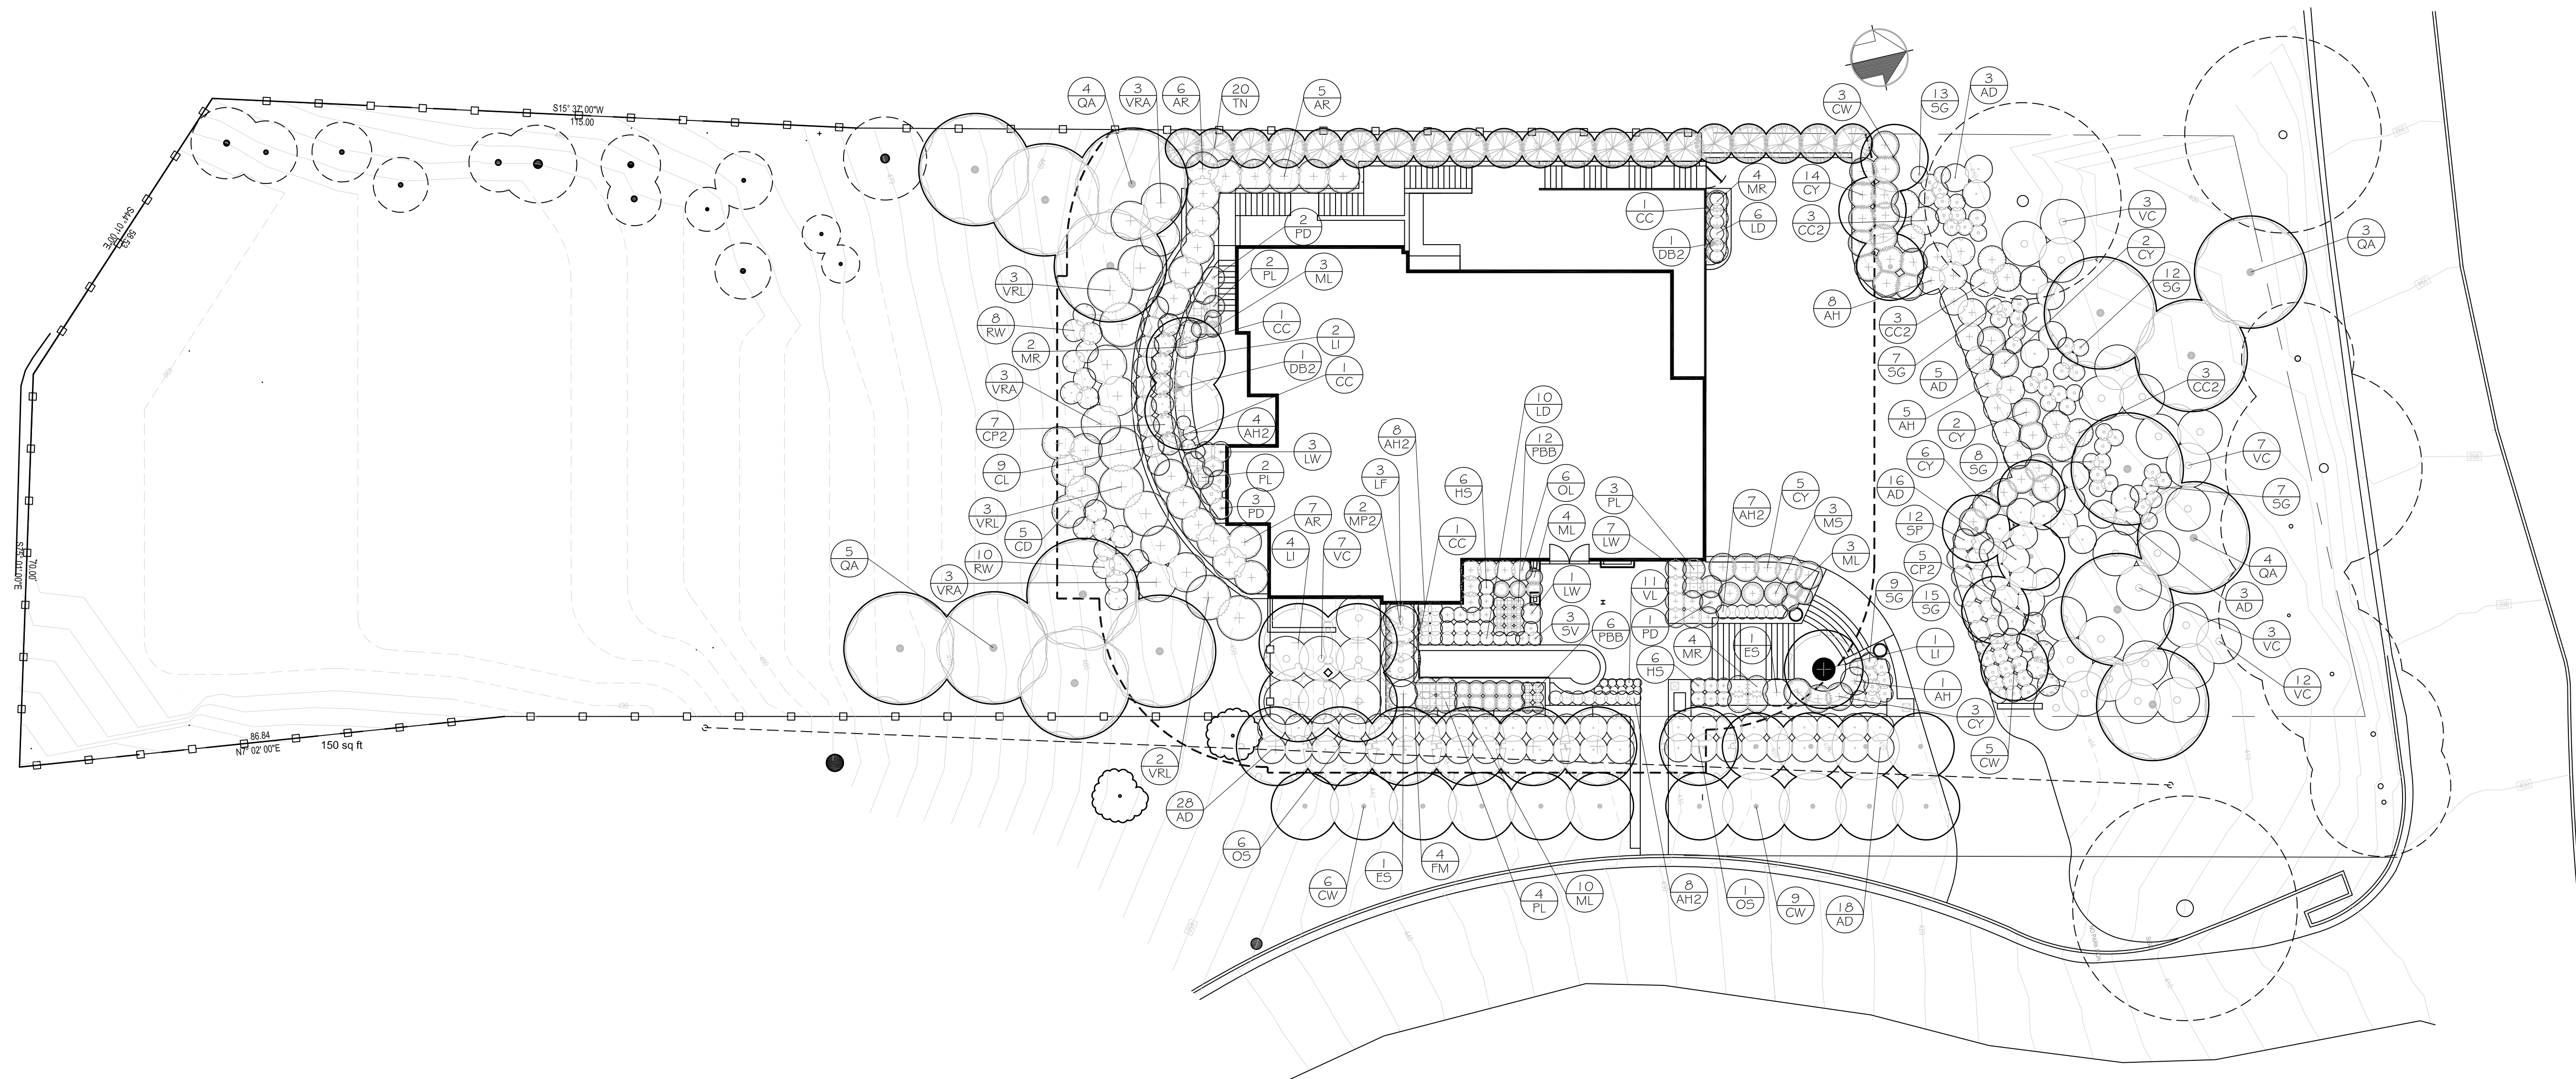 S15° 37' 00"W
115.00
S44° 01' 00"E
58.53
S75° 01' 00"E
70.00'
86.84
N7° 02' 00"E
150 sq ft
4
QA
3
VRA
6
AR
20
TN
5
AR
3
CW
13
SG
3
AD
14
CY
3
CC2
4
MR
1
CC
6
LD
1
DB2
3
VC
2
CY
12
SG
3
QA
2
PD
2
PL
3
ML
3
VRL
8
RW
2
MR
1
CC
2
LI
1
DB2
1
CC
3
VRA
7
CP2
4
AH2
9
CL
3
LW
2
PL
3
PD
3
VRL
5
CD
10
RW
3
VRA
5
QA
7
AR
4
LI
7
VC
8
AH2
3
LF
2
MP2
6
HS
1
CC
10
LD
12
PBB
6
OL
4
ML
1
LW
3
SV
6
PBB
3
PL
7
LW
11
VL
1
PD
6
HS
4
MR
1
ES
7
AH2
5
CY
3
MS
3
ML
8
AH
3
CC2
7
SG
5
AD
5
AH
2
CY
6
CY
8
SG
16
AD
12
SP
5
CP2
9
SG
15
SG
1
LI
1
AH
3
CY
5
CW
3
CC2
7
VC
7
SG
4
QA
3
AD
3
VC
12
VC
2
VRL
28
AD
6
OS
6
CW
1
ES
4
FM
4
PL
10
ML
8
AH2
1
OS
9
CW
18
AD